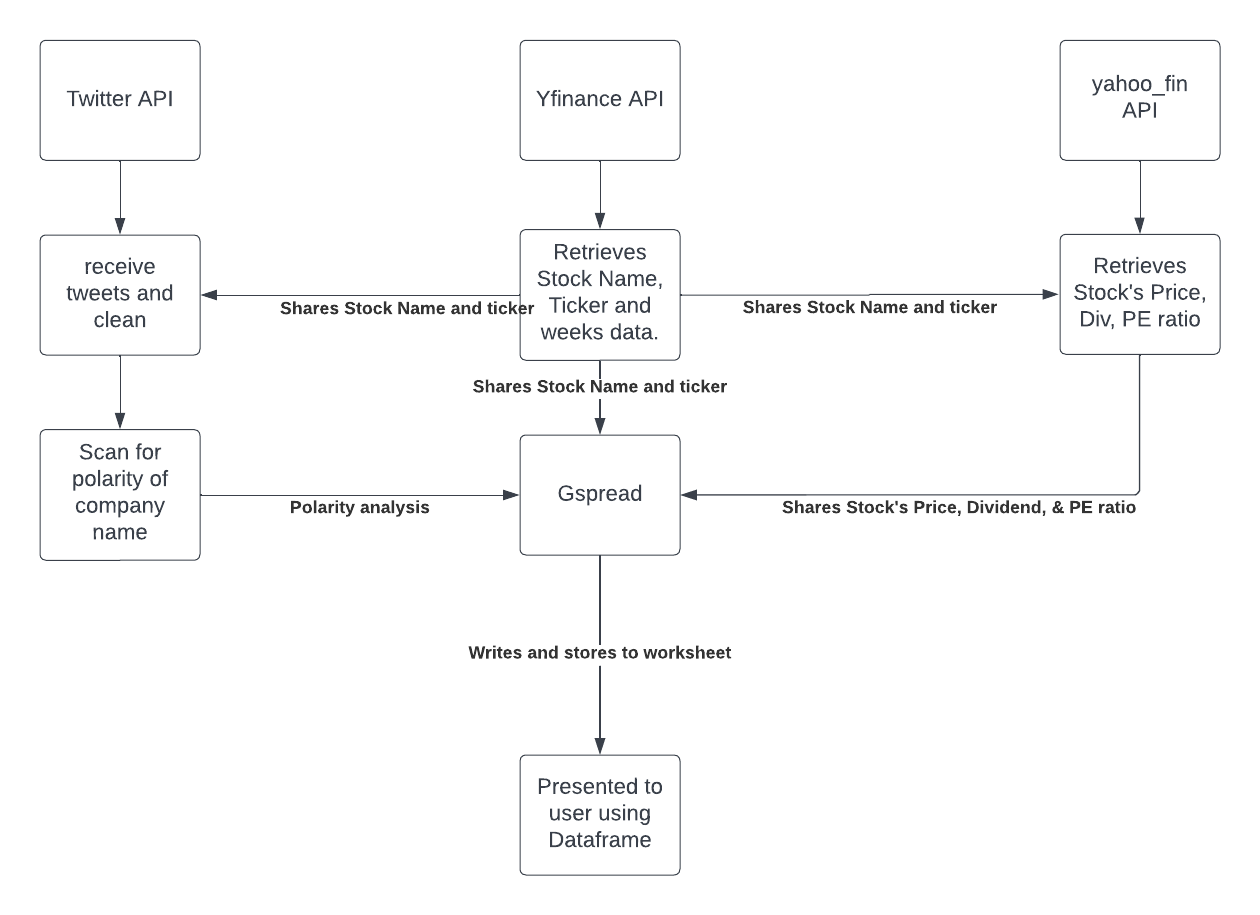 Twitter API
Yfinance API
yahoo_fin
API
receive
tweets and
clean
Shares Stock Name and ticker
Retrieves
Stock Name,
Ticker and
weeks data.
Shares Stock Name and ticker
Retrieves
Stock's Price,
Div, PE ratio
Shares Stock Name and ticker
Scan for
polarity of
company
name
Polarity analysis
Gspread
Shares Stock's Price, Dividend, & PE ratio
Writes and stores to worksheet
Presented to
user using
Dataframe